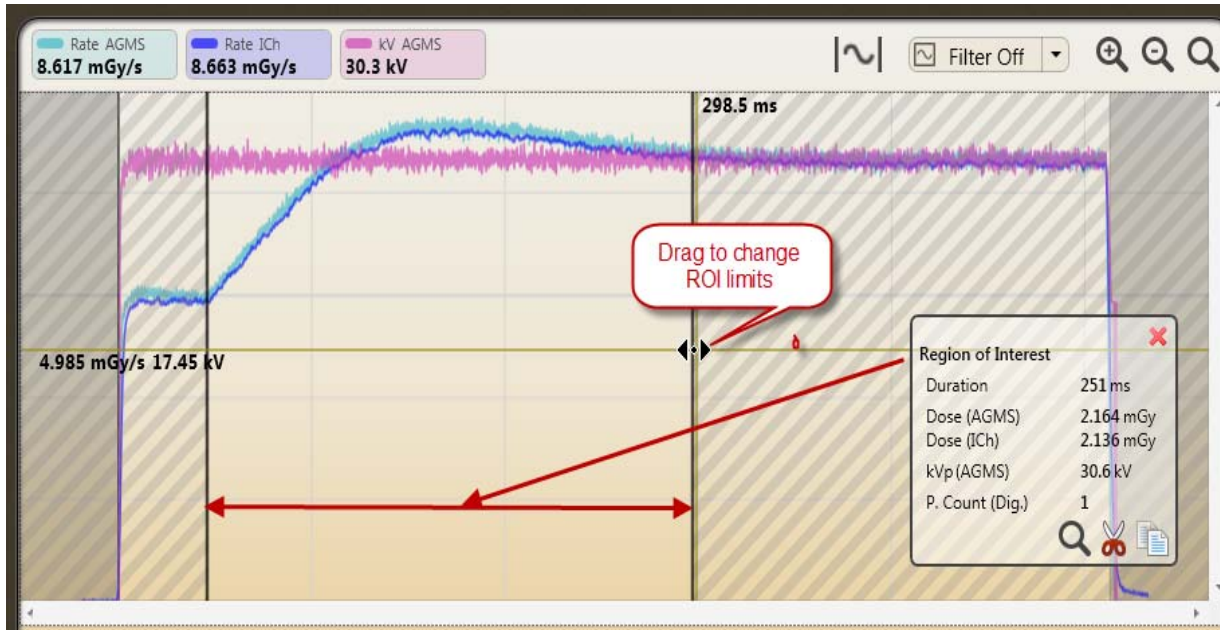 Rate AGMS
8.617 mGy/s
Rate ICh
8.663 mGy/s
kV AGMS
30.3 kV
Filter Off
298.5 ms
Drag to change
ROI limits
4.985 mGy/s 17.45 kV
Region of Interest
Duration 251 ms
Dose (AGMS) 2.164 mGy
Dose (ICh) 2.136 mGy
kVp (AGMS) 30.6 kV
P. Count (Dig.) 1